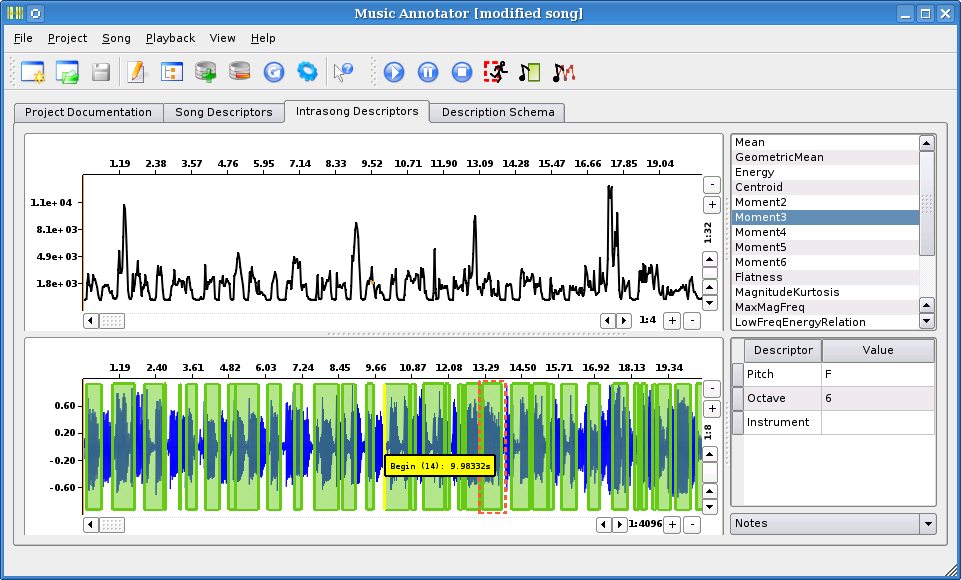 Music Annotator [modified song]
File Project Song Playback View Help
Project Documentation Song Descriptors Intrasong Descriptors Description Schema
1.19 2.38 3.57 4.76 5.95 7.14 8.33 9.52 10.71 11.90 13.09 14.28 15.47 16.66 17.85 19.04
1.1e+04
8.1e+03
4.9e+03
1.8e+03
-
+
1:32
1:4 + -
Mean
GeometricMean
Energy
Centroid
Moment2
Moment3
Moment4
Moment5
Moment6
Flatness
MagnitudeKurtosis
MaxMagFreq
LowFreqEnergyRelation
1.19 2.40 3.61 4.82 6.03 7.24 8.45 9.66 10.87 12.08 13.29 14.50 15.71 16.92 18.13 19.34
0.60
0.20
-0.20
-0.60
Begin (14): 9.98332s
-
+
1:8
1:4096 + -
Descriptor Value
Pitch F
Octave 6
Instrument
Notes